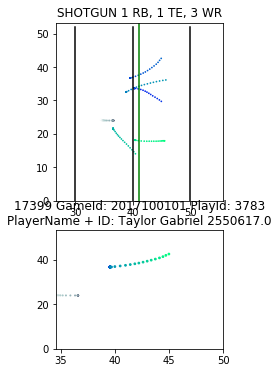 SHOTGUN 1 RB, 1 TE, 3 WR
50
40
30
20
10
0
30 40 50
17399 GameId: 2017100101 PlayId: 3783
PlayerName + ID: Taylor Gabriel 2550617.0
40
20
0
35 40 45 50